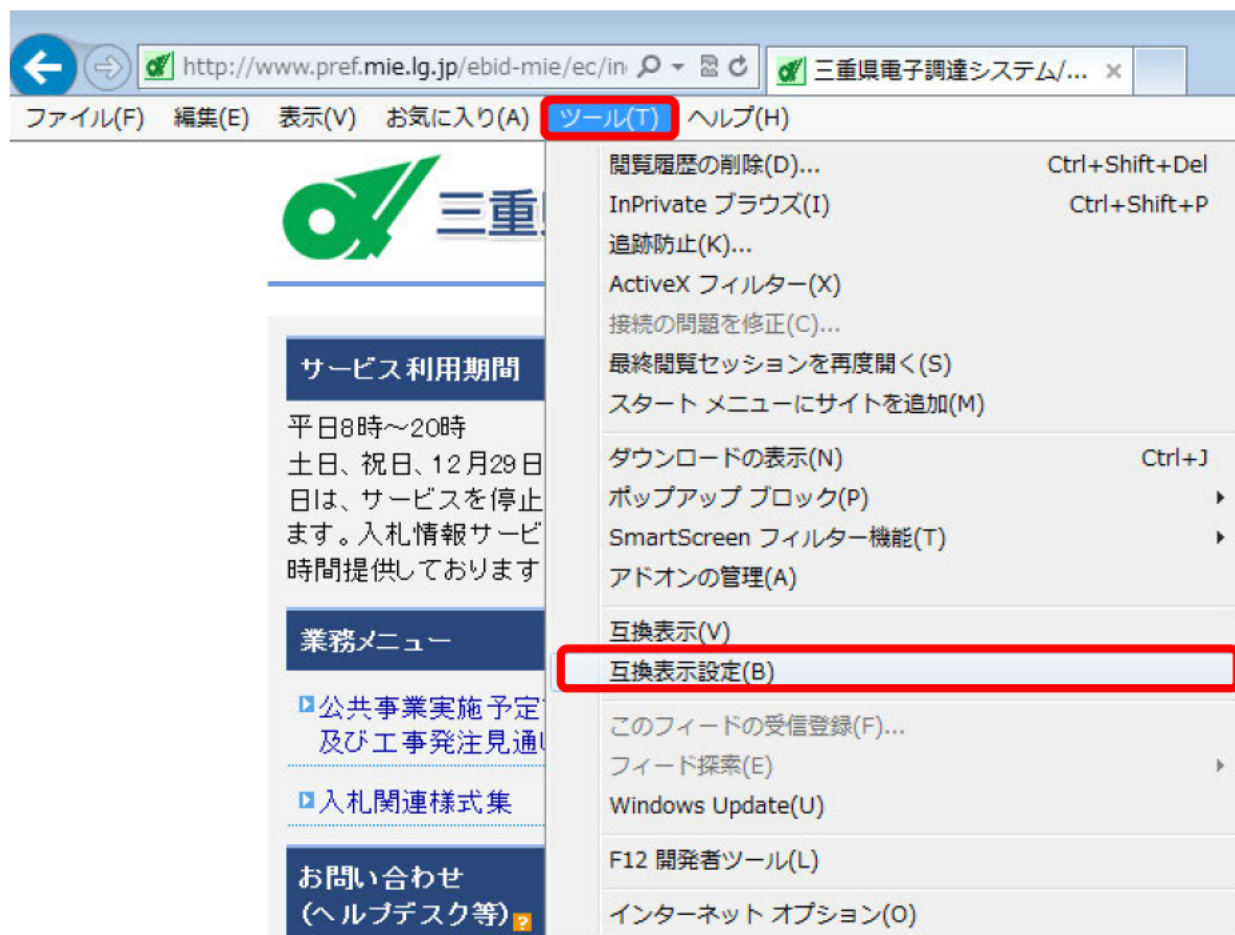 http://www.pref.mie.lg.jp/ebid-mie/ec/in
三重県電子調達システム/...
ファイル(F) 編集(E) 表示(V) お気に入り(A) ツール(T) ヘルプ(H)
三重
サービス利用期間
平日8時～20時
土日、祝日、12月29日
日は、サービスを停止
ます。入札情報サービ
時間提供しております
業務メニュー
公共事業実施予定
及び工事発注見通
入札関連様式集
お問い合わせ
(ヘルプデスク等)
閲覧履歴の削除(D)... Ctrl+Shift+Del
InPrivate ブラウズ(I) Ctrl+Shift+P
追跡防止(K)...
ActiveX フィルター(X)
接続の問題を修正(C)...
最終閲覧セッションを再度開く(S)
スタート メニューにサイトを追加(M)
ダウンロードの表示(N) Ctrl+J
ポップアップ ブロック(P)
SmartScreen フィルター機能(T)
アドオンの管理(A)
互換表示(V)
互換表示設定(B)
このフィードの受信登録(F)...
フィード探索(E)
Windows Update(U)
F12 開発者ツール(L)
インターネット オプション(O)